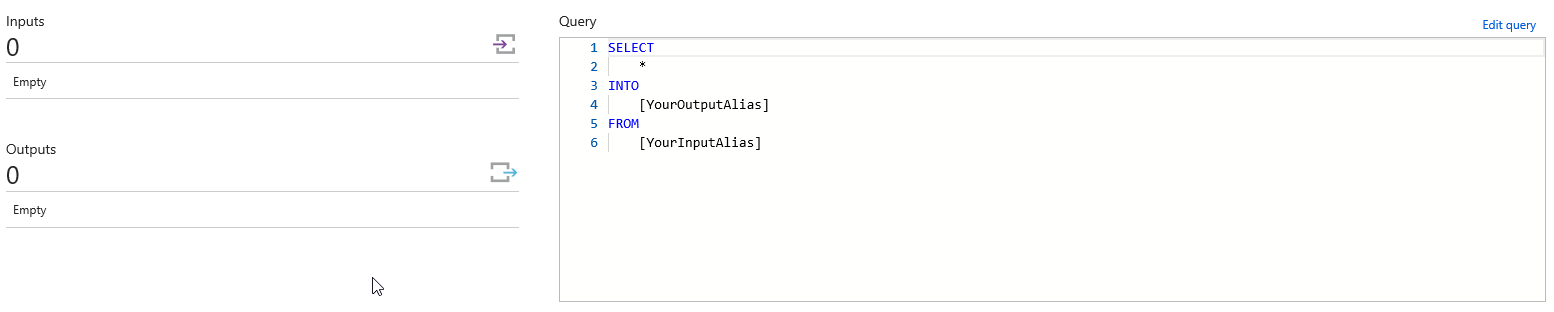 Inputs
0
Empty
Outputs
0
Empty
Query
Edit query
1 SELECT
2     *
3 INTO
4     [YourOutputAlias]
5 FROM
6     [YourInputAlias]